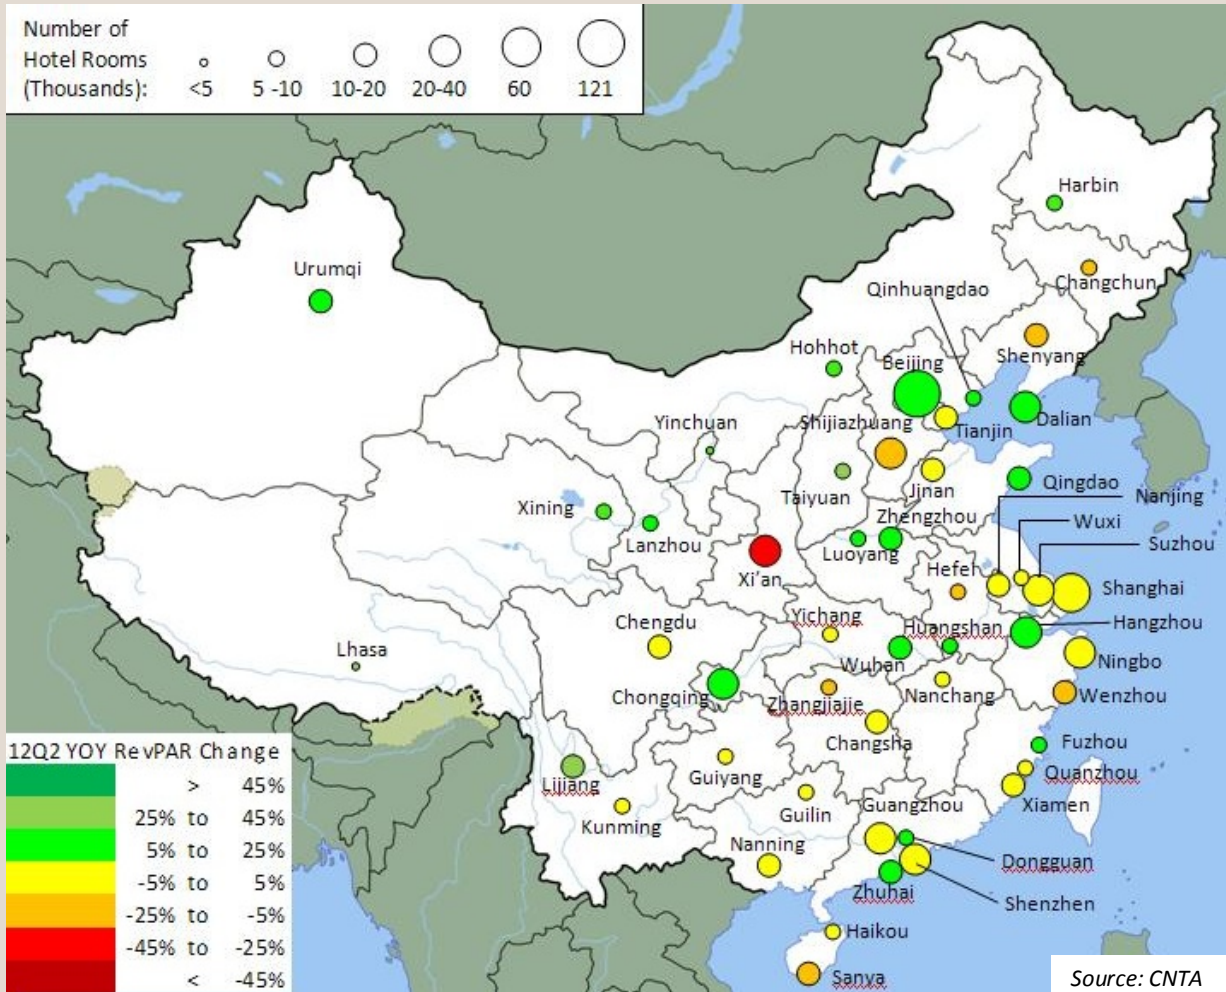 Number of
Hotel Rooms
(Thousands):
<5
5 -10
10-20
20-40
60
121
Harbin
Urumqi
Changchun
Qinhuangdao
Hohhot
Beijing
Shenyang
Yinchuan
Shijiazhuang
Tianjin
Dalian
Taiyuan
Jinan
Qingdao
Nanjing
Xining
Lanzhou
Zhengzhou
Wuxi
Luoyang
Suzhou
Xi'an
Hefeh
Shanghai
Chengdu
Yichang
Huangshan
Hangzhou
Lhasa
Wuhan
Ningbo
Chongqing
Zhangjiajie
Nanchang
Wenzhou
Changsha
12Q2 YOY RevPAR Change
> 45%
25% to 45%
5% to 25%
-5% to 5%
-25% to -5%
-45% to -25%
< -45%
Fuzhou
Lijiang
Guiyang
Quanzhou
Guilin
Guangzhou
Xiamen
Kunming
Nanning
Dongguan
Zhuhai
Shenzhen
Haikou
Sanya
Source: CNTA